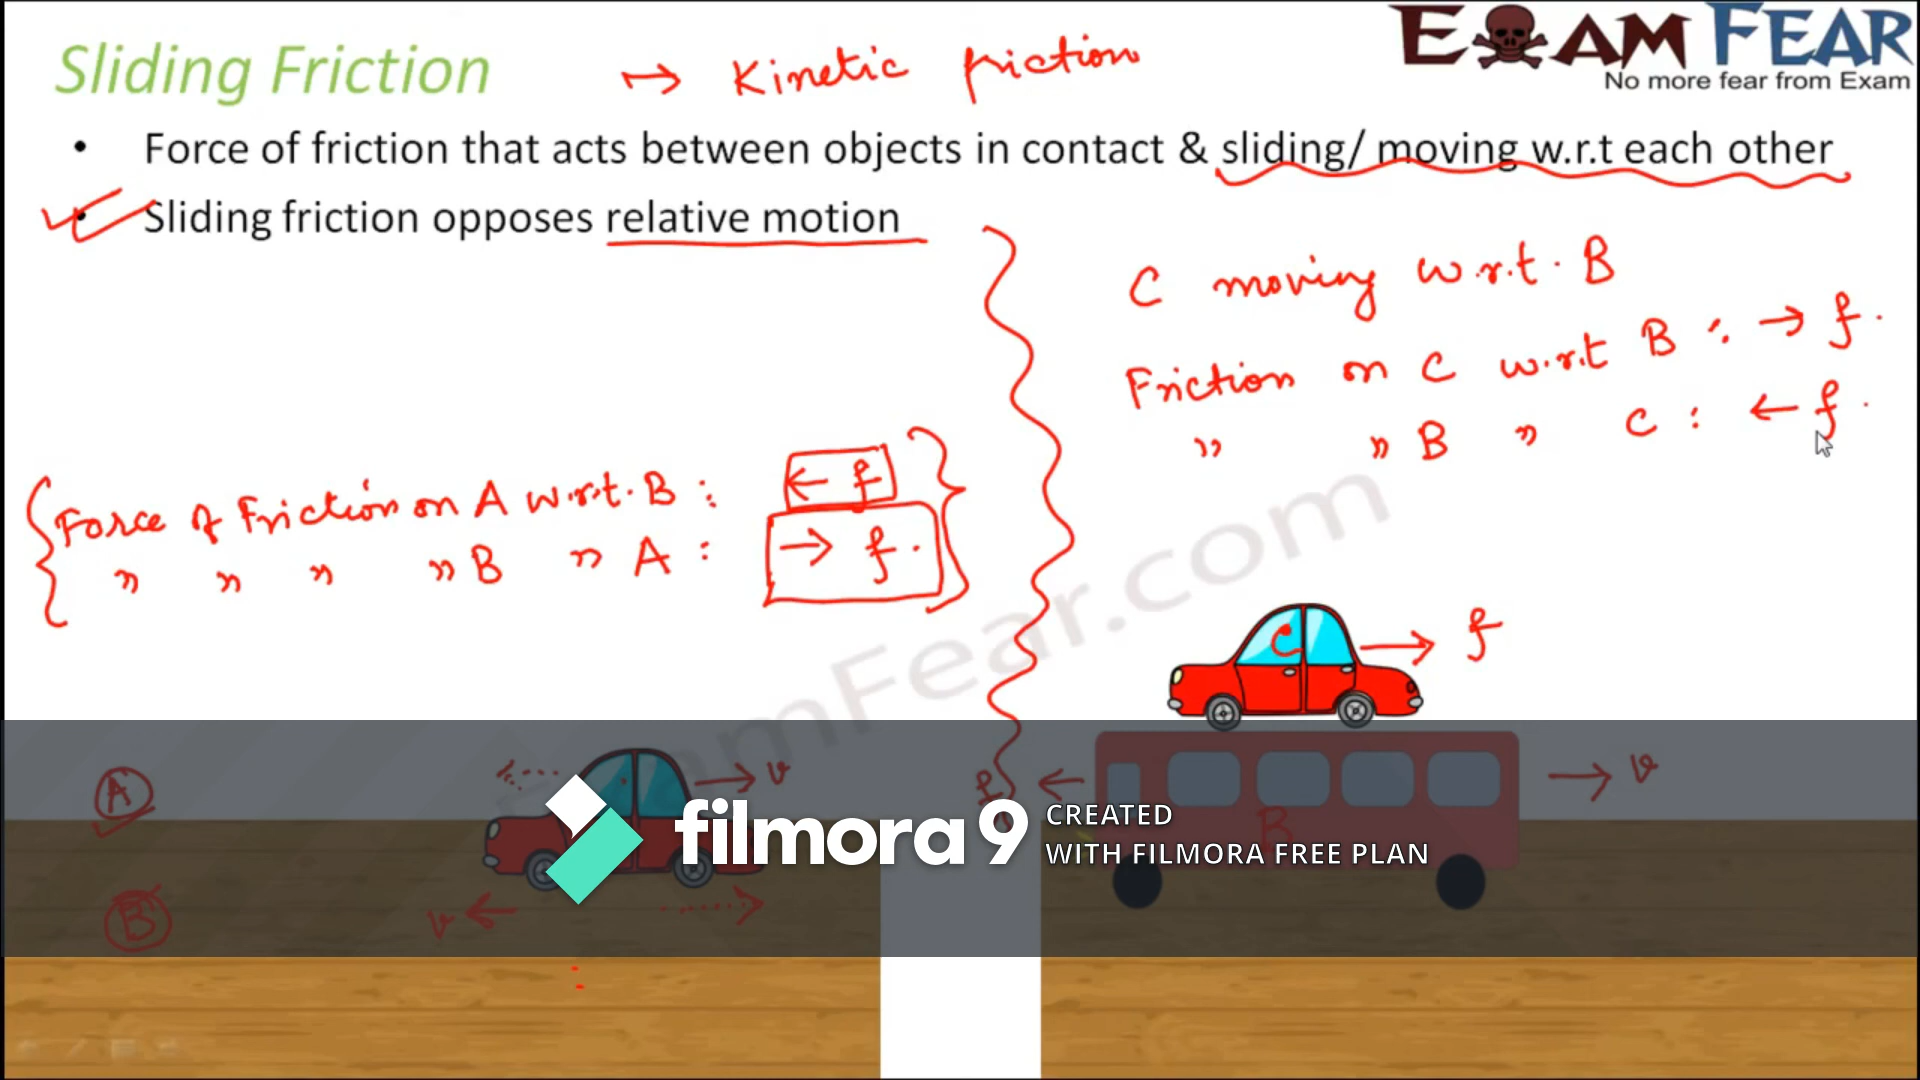 Sliding Friction ↦ Kinetic friction
EXAM FEAR
No more fear from Exam
• Force of friction that acts between objects in contact & sliding/ moving w.r.t each other
• Sliding friction opposes relative motion
C moving w.r.t. B
Friction on C w.r.t B : → f.
" " B " C : ← f.
Force of Friction on A w.r.t. B : ← f
" " " " B " A : → f.
ExamFear.com
C → f
A → v
f ← → v
B
B v ←
filmora 9 CREATED
WITH FILMORA FREE PLAN